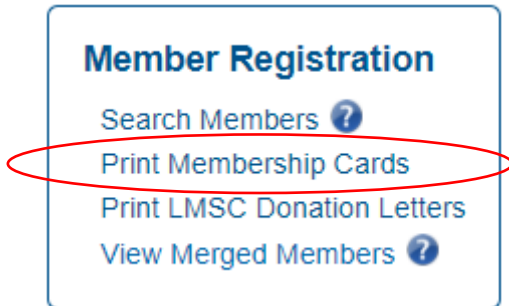 Member Registration
Search Members ?
Print Membership Cards
Print LMSC Donation Letters
View Merged Members ?